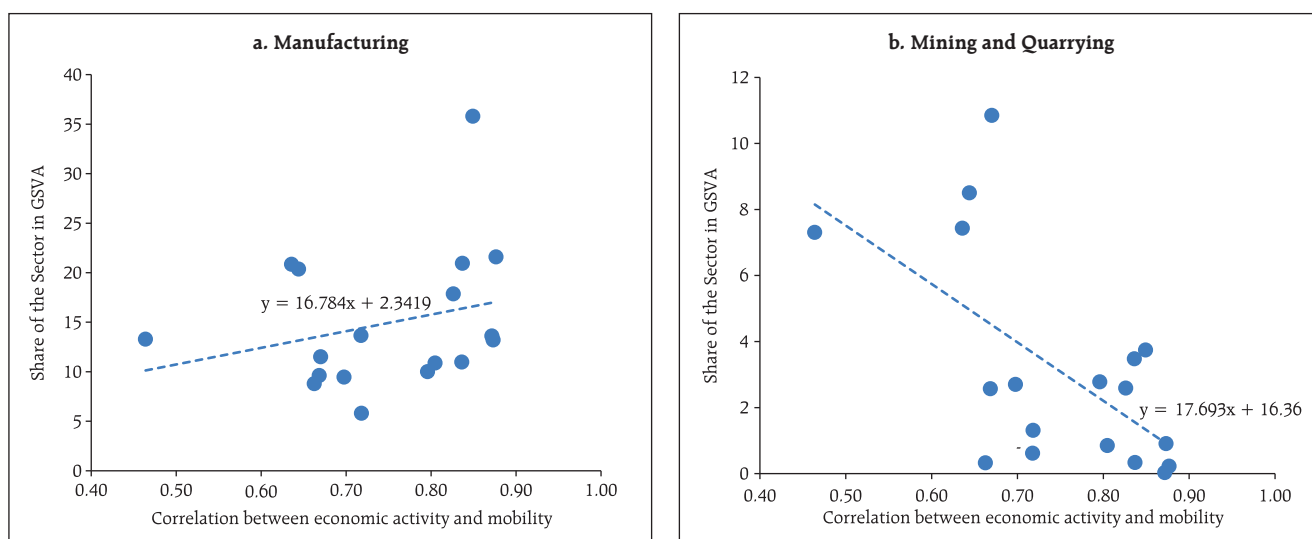 a. Manufacturing
Share of the Sector in GSVA
40
35
30
25
20
15
10
5
0
y = 16.784x + 2.3419
0.40 0.50 0.60 0.70 0.80 0.90 1.00
Correlation between economic activity and mobility
b. Mining and Quarrying
Share of the Sector in GSVA
12
10
8
6
4
2
0
y = 17.693x + 16.36
0.40 0.50 0.60 0.70 0.80 0.90 1.00
Correlation between economic activity and mobility